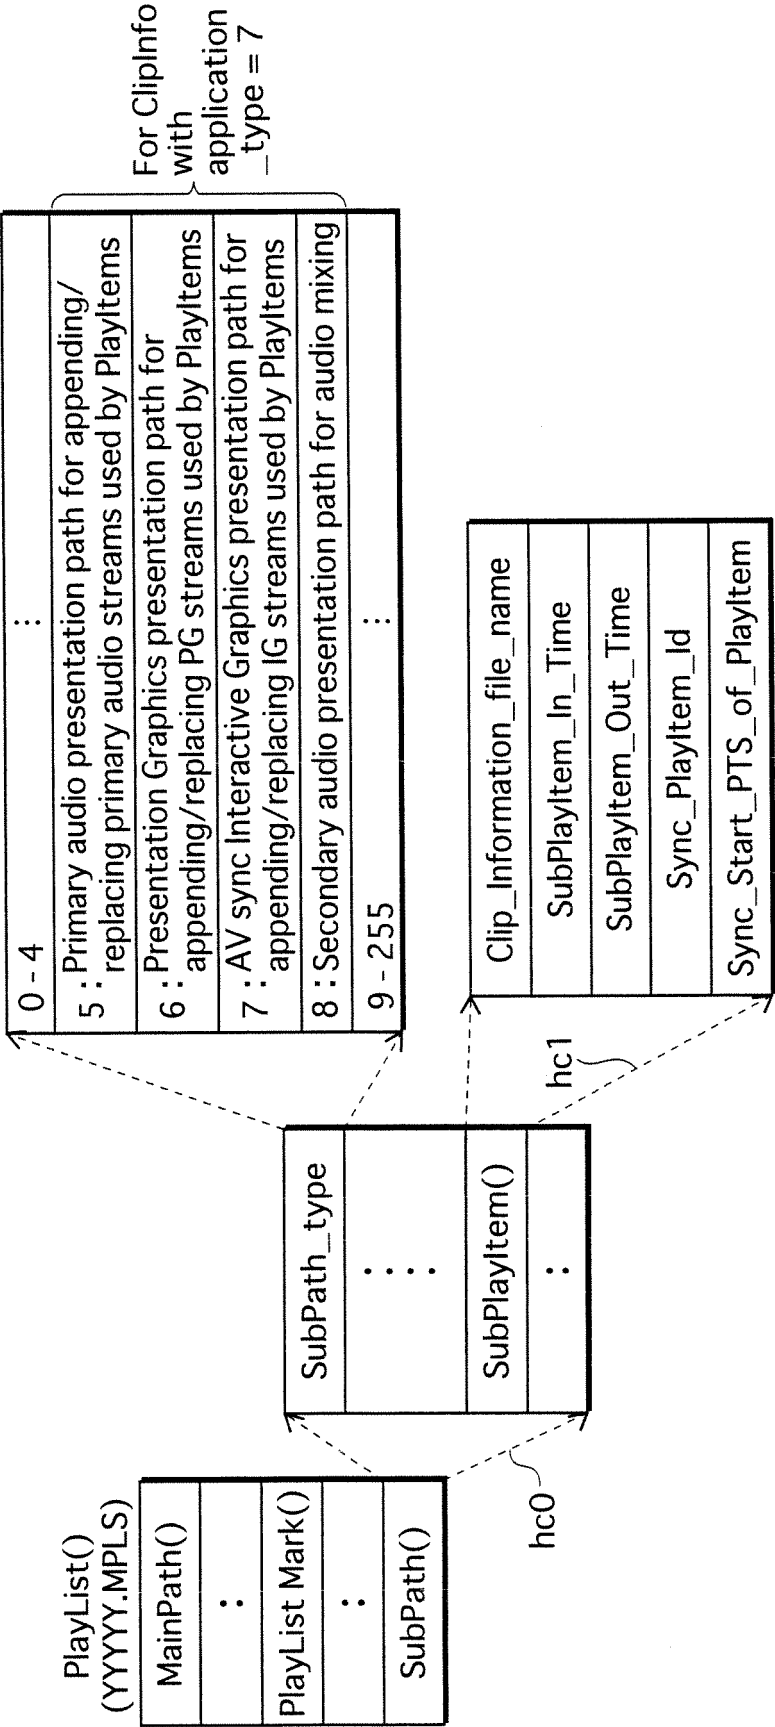 PlayList()
(YYYYY.MPLS)
MainPath()
:
PlayList Mark()
:
SubPath()
hc0
SubPath_type
....
SubPlayItem()
:
hc1
0-4 :
5:Primary audio presentation path for appending/
replacing primary audio streams used by PlayItems
6:Presentation Graphics presentation path for
appending/replacing PG streams used by PlayItems
7:AV sync Interactive Graphics presentation path for
appending/replacing IG streams used by PlayItems
8:Secondary audio presentation path for audio mixing
9-255 :
For ClipInfo
with
application
_type = 7
Clip_Information_file_name
SubPlayItem_In_Time
SubPlayItem_Out_Time
Sync_PlayItem_Id
Sync_Start_PTS_of_PlayItem